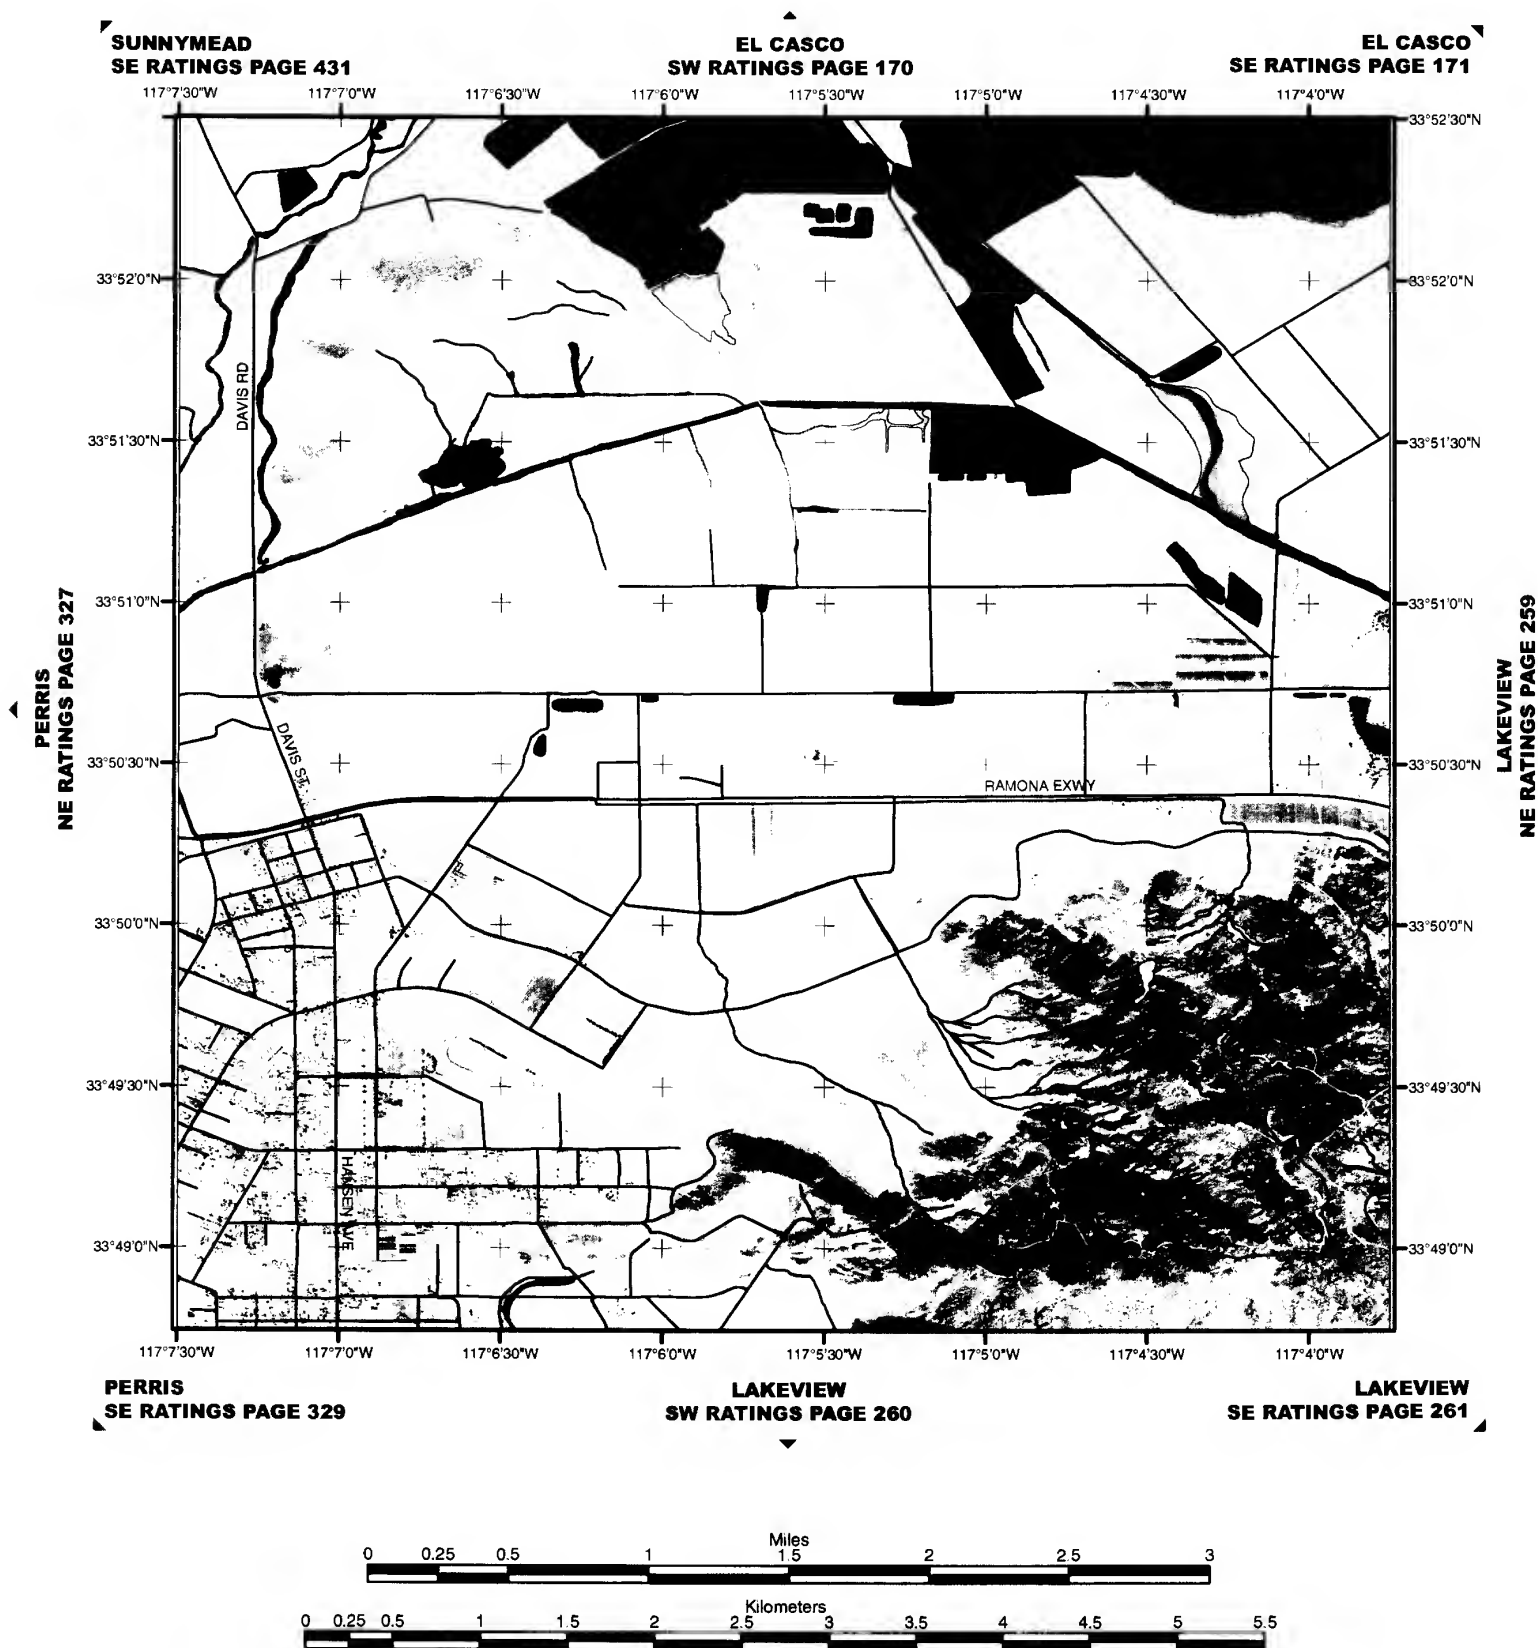 SUNNYMEAD
SE RATINGS PAGE 431
EL CASCO
SW RATINGS PAGE 170
EL CASCO
SE RATINGS PAGE 171
117°7'30"W 117°7'0"W 117°6'30"W 117°6'0"W 117°5'30"W 117°5'0"W 117°4'30"W 117°4'0"W
33°52'30"N
33°52'0"N 33°52'0"N
DAVIS RD
33°51'30"N 33°51'30"N
33°51'0"N 33°51'0"N
PERRIS
NE RATINGS PAGE 327
LAKEVIEW
NE RATINGS PAGE 259
DAVIS ST
33°50'30"N 33°50'30"N
RAMONA EXWY
33°50'0"N 33°50'0"N
33°49'30"N 33°49'30"N
HANSEN AVE
33°49'0"N 33°49'0"N
117°7'30"W 117°7'0"W 117°6'30"W 117°6'0"W 117°5'30"W 117°5'0"W 117°4'30"W 117°4'0"W
PERRIS
SE RATINGS PAGE 329
LAKEVIEW
SW RATINGS PAGE 260
LAKEVIEW
SE RATINGS PAGE 261
Miles
0 0.25 0.5 1 1.5 2 2.5 3
Kilometers
0 0.25 0.5 1 1.5 2 2.5 3 3.5 4 4.5 5 5.5